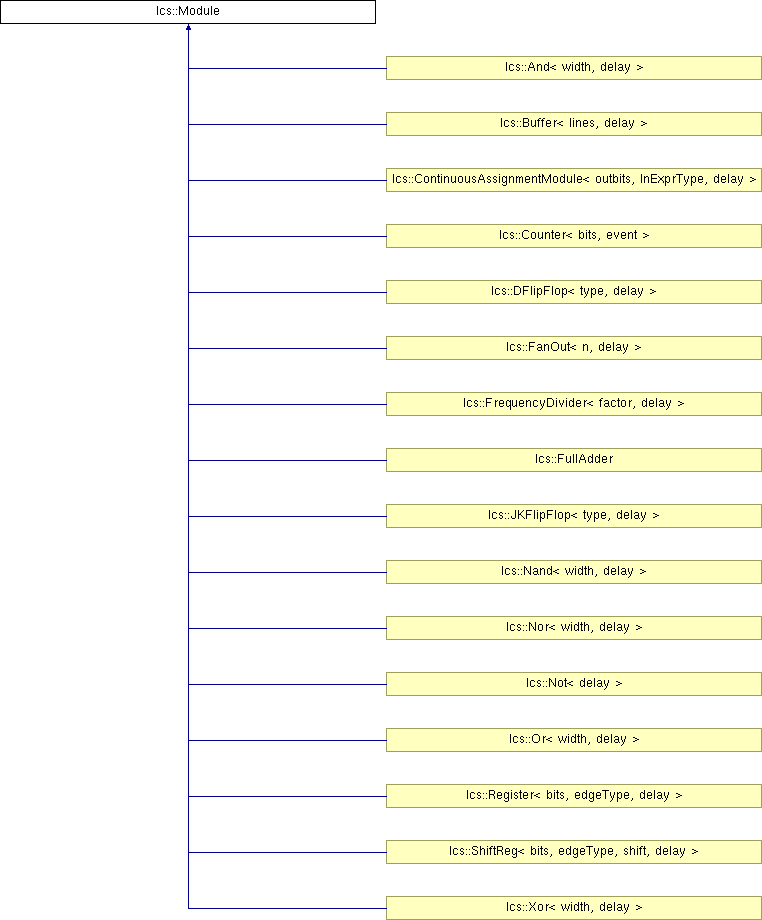 lcs::Module
lcs::And< width, delay >
lcs::Buffer< lines, delay >
lcs::ContinuousAssignmentModule< outbits, InExprType, delay >
lcs::Counter< bits, event >
lcs::DFlipFlop< type, delay >
lcs::FanOut< n, delay >
lcs::FrequencyDivider< factor, delay >
lcs::FullAdder
lcs::JKFlipFlop< type, delay >
lcs::Nand< width, delay >
lcs::Nor< width, delay >
lcs::Not< delay >
lcs::Or< width, delay >
lcs::Register< bits, edgeType, delay >
lcs::ShiftReg< bits, edgeType, shift, delay >
lcs::Xor< width, delay >